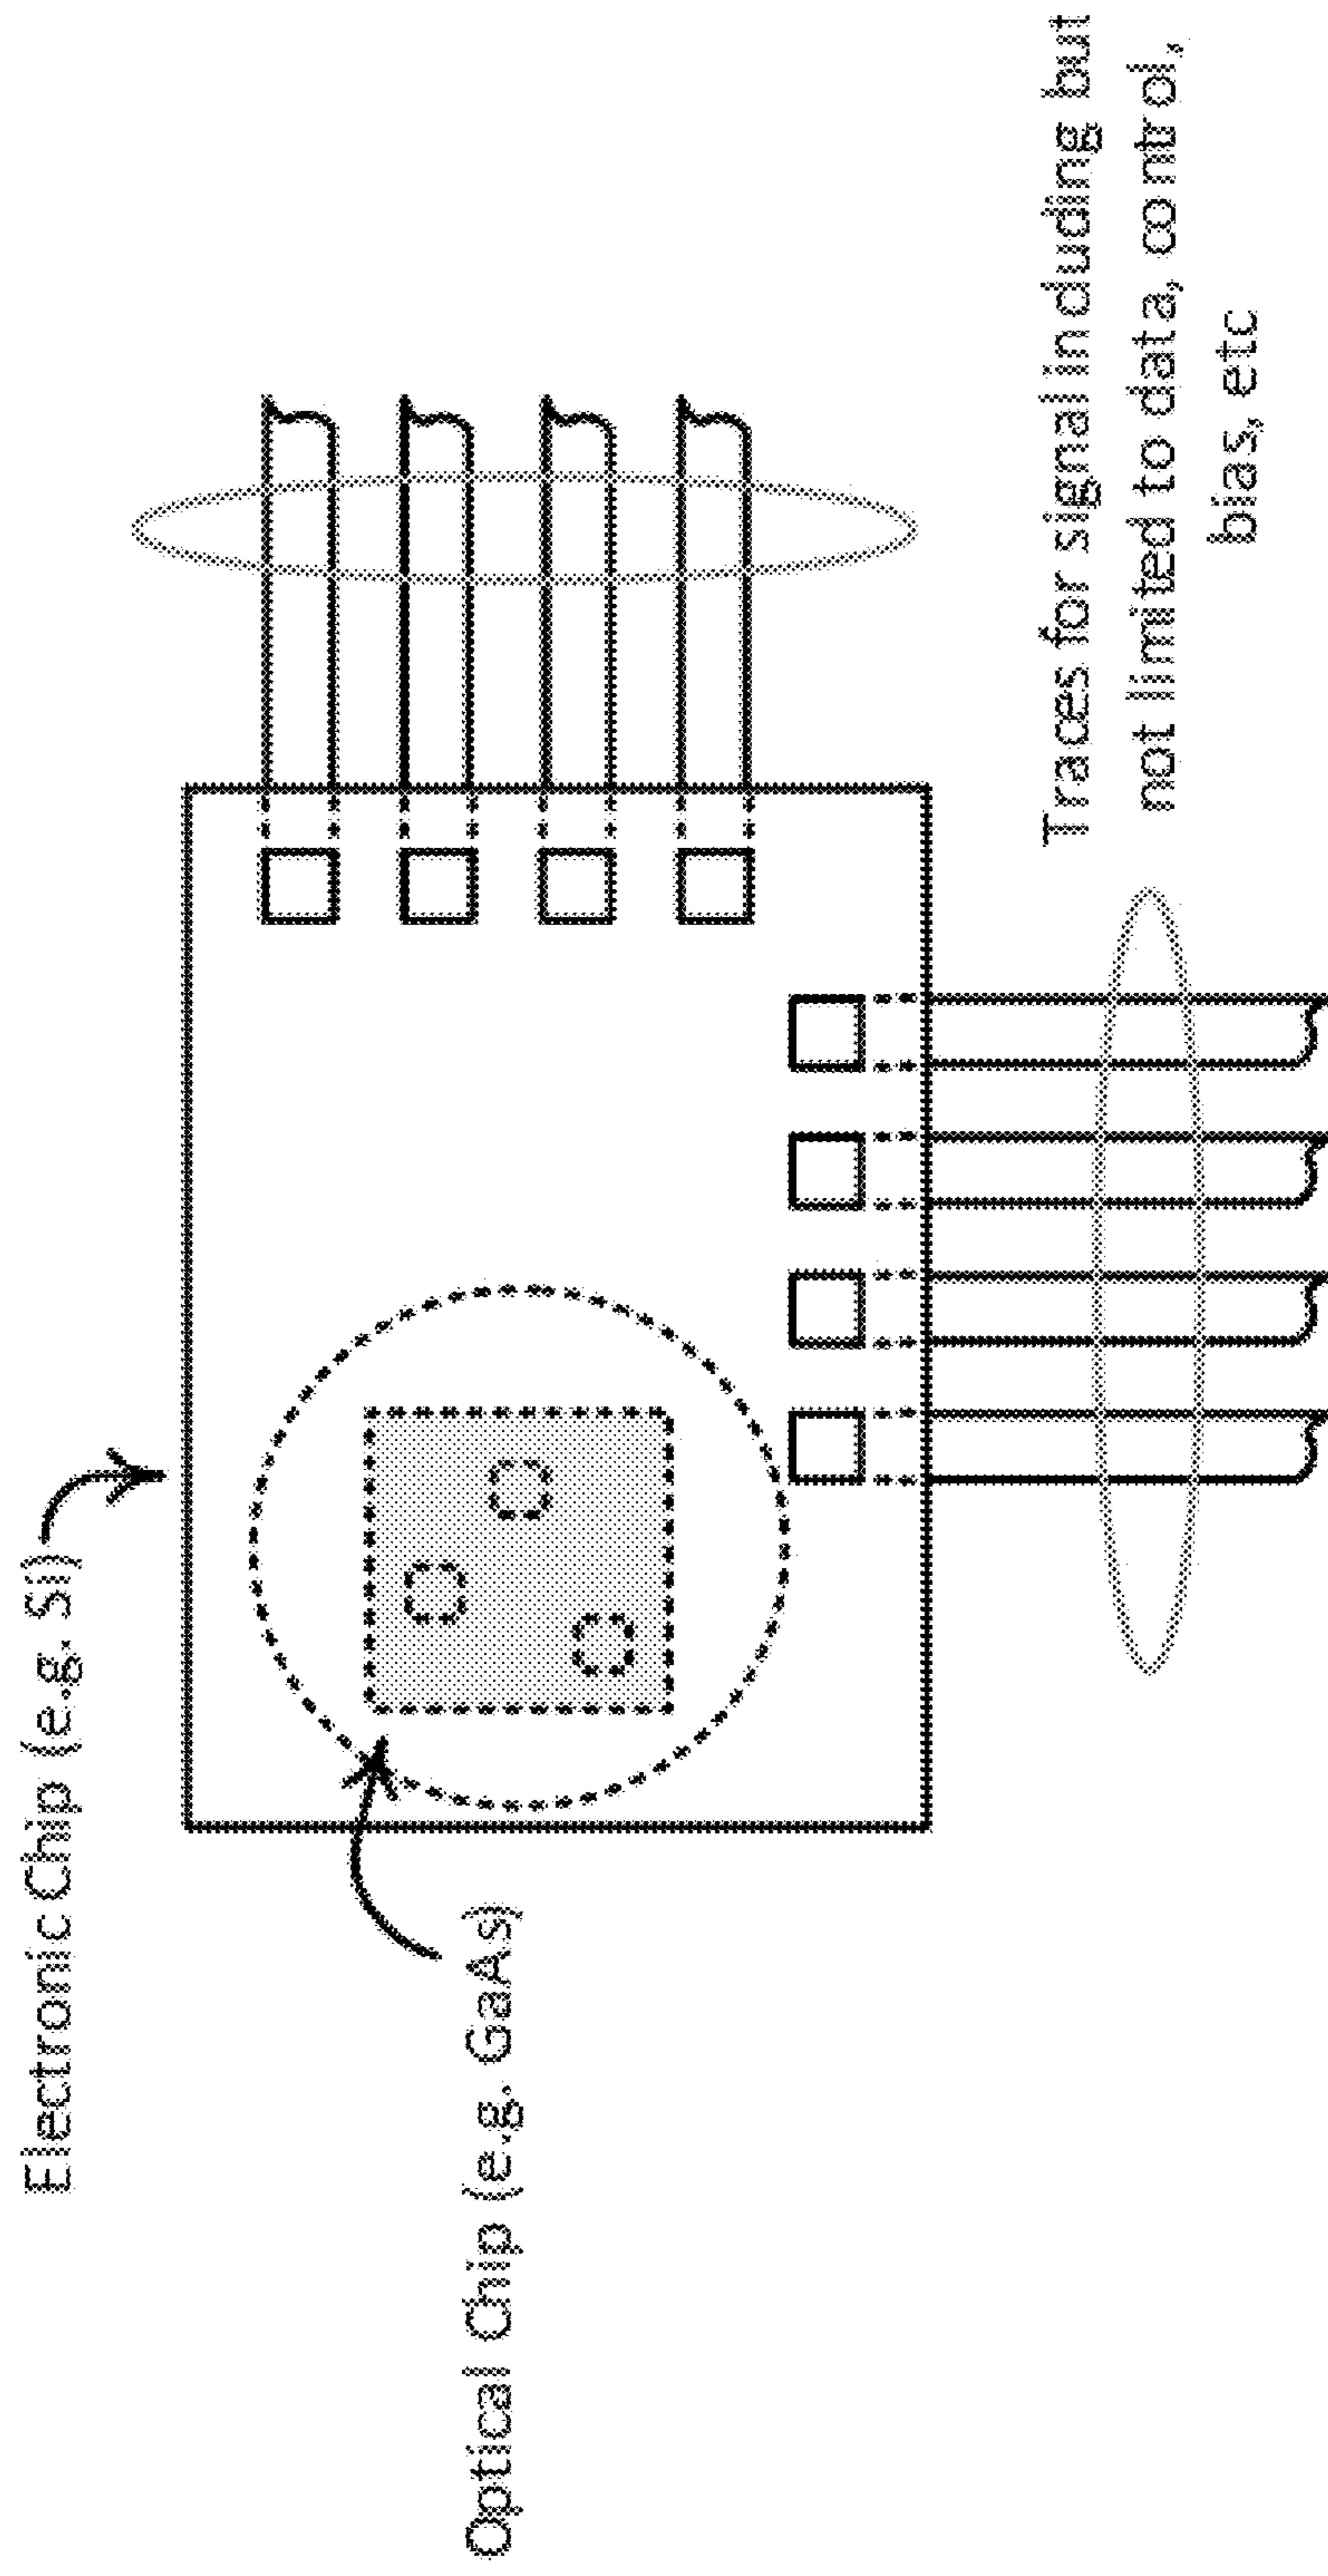 Electronic Chip (e.g. Si)
Optical Chip (e.g. GaAs)
Traces for signal including but
not limited to data, control,
bias, etc